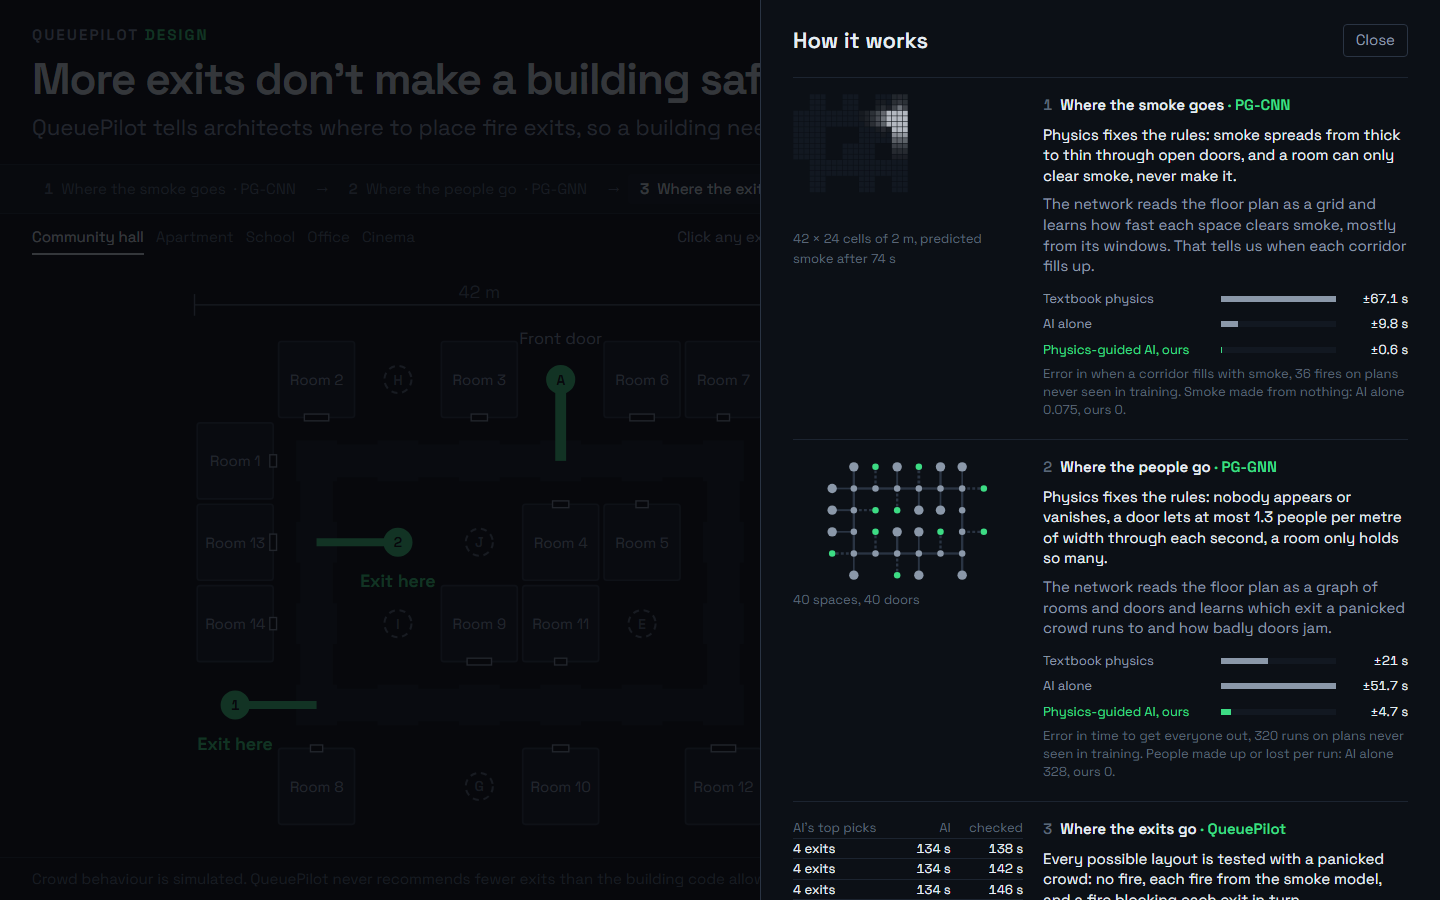 QUEUEPILOT DESIGN
More exits don't make a building saf
QueuePilot tells architects where to place fire exits, so a building nee
1 Where the smoke goes · PG-CNN → 2 Where the people go · PG-GNN → 3 Where the exit
Community hall Apartment School Office Cinema
Click any ex
42 m
Front door
Room 2
H
Room 3
A
Room 6
Room 7
Room 1
Room 13
2
J
Room 4
Room 5
Exit here
Room 14
I
Room 9
Room 11
E
1
Exit here
Room 8
G
Room 10
Room 12
Crowd behaviour is simulated. QueuePilot never recommends fewer exits than the building code allow
How it works
Close
42 × 24 cells of 2 m, predicted
smoke after 74 s
1 Where the smoke goes · PG-CNN
Physics fixes the rules: smoke spreads from thick
to thin through open doors, and a room can only
clear smoke, never make it.
The network reads the floor plan as a grid and
learns how fast each space clears smoke, mostly
from its windows. That tells us when each corridor
fills up.
Textbook physics ±67.1 s
AI alone ±9.8 s
Physics-guided AI, ours ±0.6 s
Error in when a corridor fills with smoke, 36 fires on plans
never seen in training. Smoke made from nothing: AI alone
0.075, ours 0.
40 spaces, 40 doors
2 Where the people go · PG-GNN
Physics fixes the rules: nobody appears or
vanishes, a door lets at most 1.3 people per metre
of width through each second, a room only holds
so many.
The network reads the floor plan as a graph of
rooms and doors and learns which exit a panicked
crowd runs to and how badly doors jam.
Textbook physics ±21 s
AI alone ±51.7 s
Physics-guided AI, ours ±4.7 s
Error in time to get everyone out, 320 runs on plans never
seen in training. People made up or lost per run: AI alone
328, ours 0.
AI's top picks AI checked
4 exits 134 s 138 s
4 exits 134 s 142 s
4 exits 134 s 146 s
3 Where the exits go · QueuePilot
Every possible layout is tested with a panicked
crowd: no fire, each fire from the smoke model,
and a fire blocking each exit in turn.